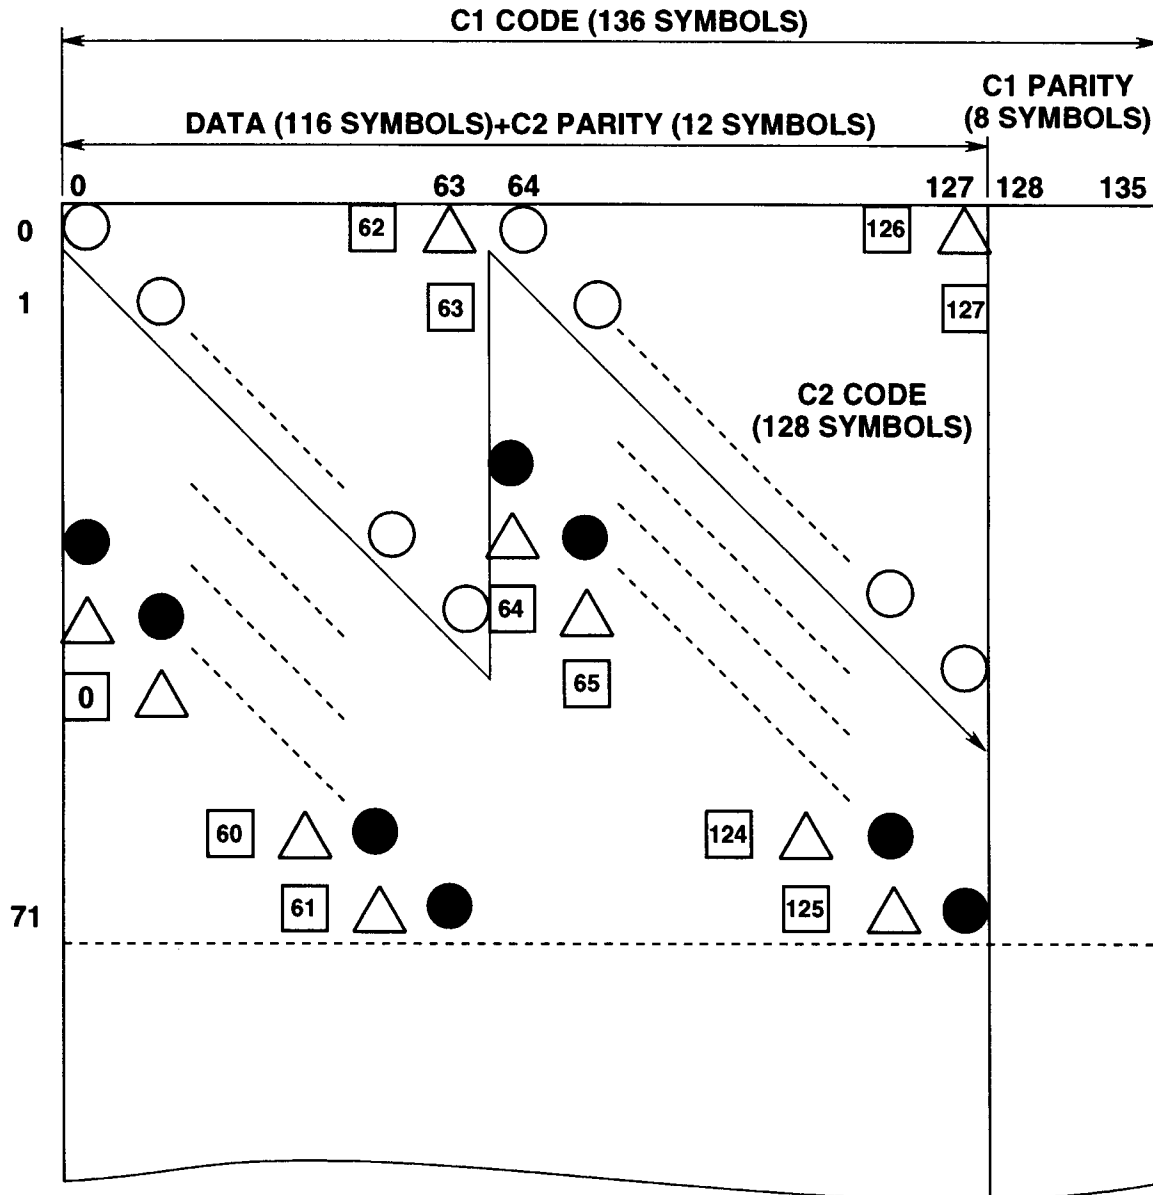 C1 CODE (136 SYMBOLS)
C1 PARITY
(8 SYMBOLS)
DATA (116 SYMBOLS)+C2 PARITY (12 SYMBOLS)
0 63 64 127 128 135
0 62 126
1 63 127
C2 CODE
(128 SYMBOLS)
64
0 65
60 124
71 61 125